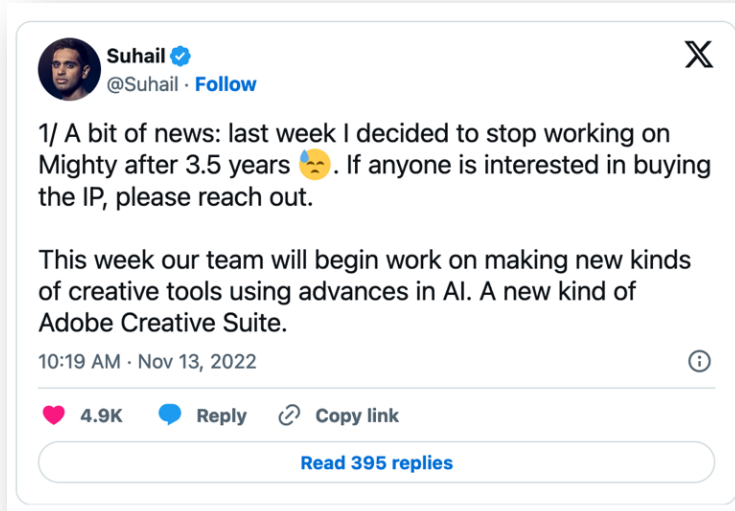 Suhail
@Suhail · Follow
1/ A bit of news: last week I decided to stop working on
Mighty after 3.5 years 😓. If anyone is interested in buying
the IP, please reach out.
This week our team will begin work on making new kinds
of creative tools using advances in AI. A new kind of
Adobe Creative Suite.
10:19 AM · Nov 13, 2022
4.9K Reply Copy link
Read 395 replies